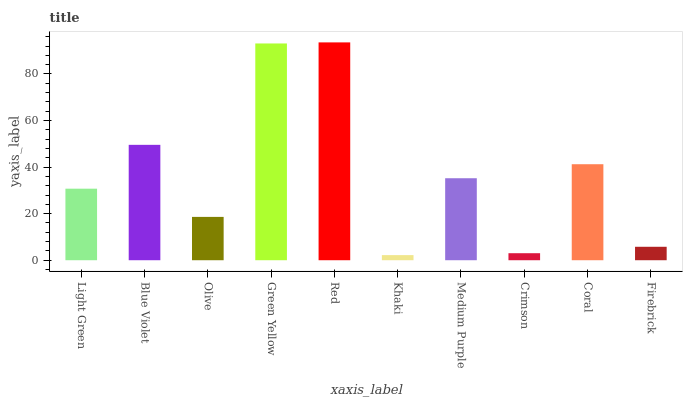 title
yaxis_label
80
60
40
20
0
Light Green
Blue Violet
Olive
Green Yellow
Red
Khaki
Medium Purple
Crimson
Coral
Firebrick
xaxis_label